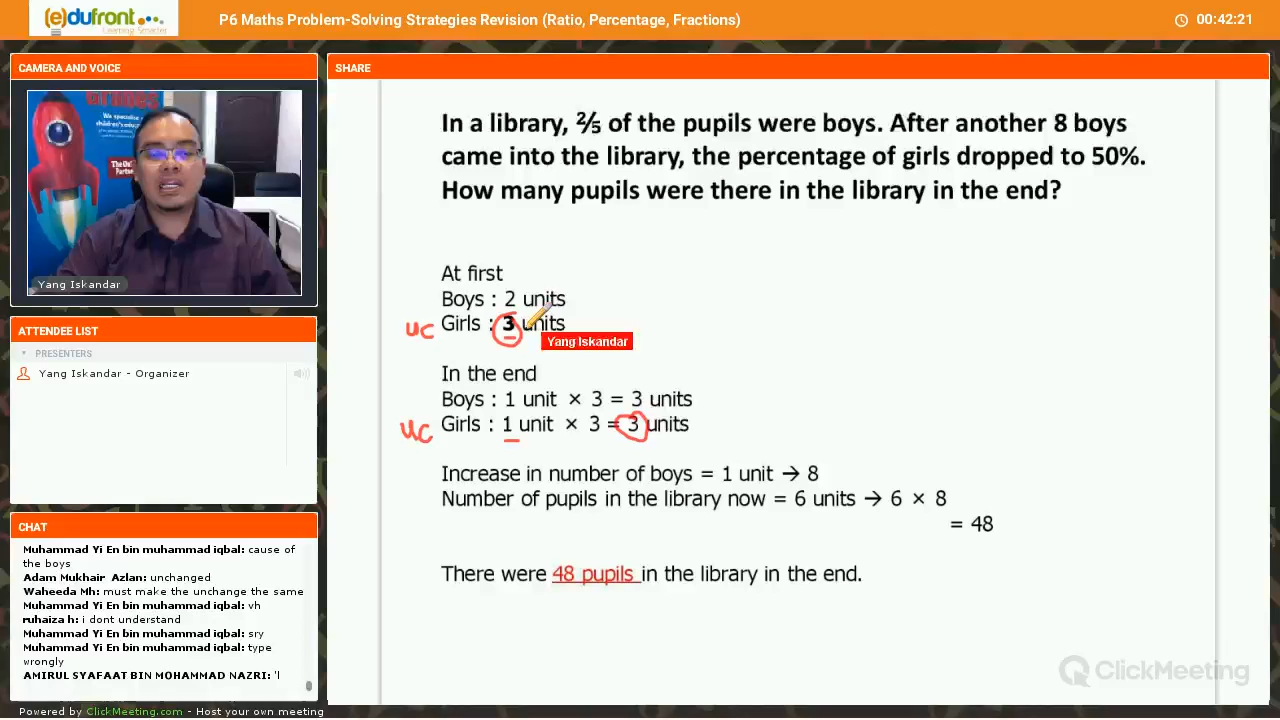 (e)dufront
Learning Smarter
P6 Maths Problem-Solving Strategies Revision (Ratio, Percentage, Fractions)
00:42:21
CAMERA AND VOICE
Yang Iskandar
ATTENDEE LIST
PRESENTERS
Yang Iskandar - Organizer
CHAT
Muhammad Yi En bin muhammad iqbal: cause of
the boys
Adam Mukhair Azlan: unchanged
Waheeda Mh: must make the unchange the same
Muhammad Yi En bin muhammad iqbal: vh
ruhaiza h: i dont understand
Muhammad Yi En bin muhammad iqbal: sry
Muhammad Yi En bin muhammad iqbal: type
wrongly
AMIRUL SYAFAAT BIN MOHAMMAD NAZRI: 'l
Powered by ClickMeeting.com - Host your own meeting
SHARE
In a library, ⅖ of the pupils were boys. After another 8 boys
came into the library, the percentage of girls dropped to 50%.
How many pupils were there in the library in the end?
At first
Boys : 2 units
UC Girls : 3 units
Yang Iskandar
In the end
Boys : 1 unit × 3 = 3 units
UC Girls : 1 unit × 3 = 3 units
Increase in number of boys = 1 unit → 8
Number of pupils in the library now = 6 units → 6 × 8
= 48
There were 48 pupils in the library in the end.
ClickMeeting